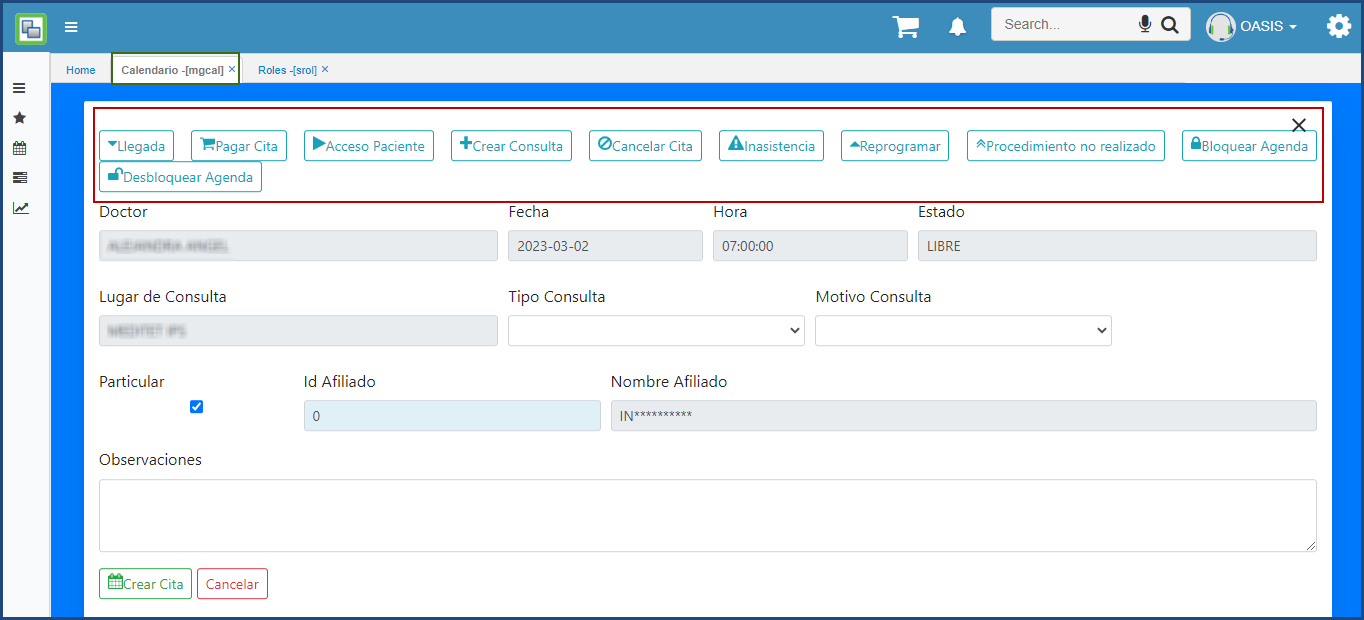 Search... OASIS
Home Calendario -[mgcal] × Roles -[srol] ×
Llegada Pagar Cita Acceso Paciente Crear Consulta Cancelar Cita Inasistencia Reprogramar Procedimiento no realizado Bloquear Agenda
Desbloquear Agenda
Doctor Fecha Hora Estado
2023-03-02 07:00:00 LIBRE
Lugar de Consulta Tipo Consulta Motivo Consulta
Particular Id Afiliado Nombre Afiliado
0 IN**********
Observaciones
Crear Cita Cancelar